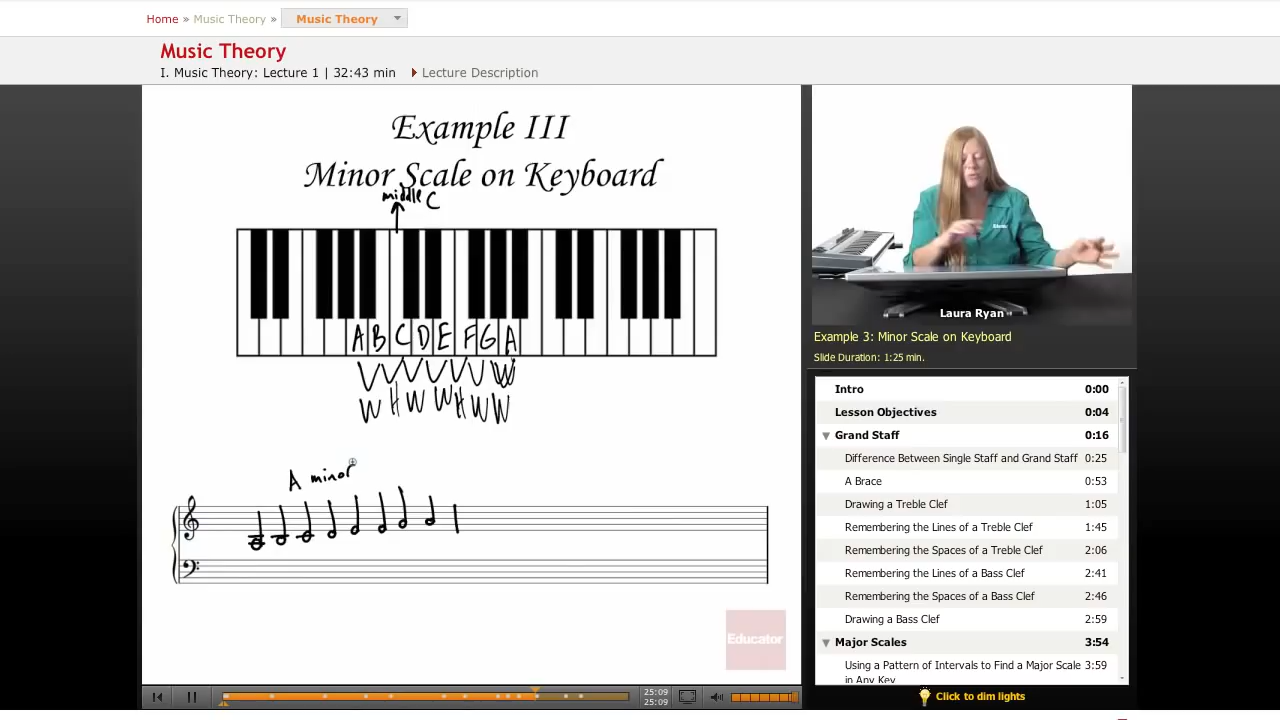 Home » Music Theory » Music Theory
Music Theory
I. Music Theory: Lecture 1 | 32:43 min Lecture Description
Example III
Minor Scale on Keyboard
middle C
A B C D E F G A
W H W W H W W
A minor
Educator
Laura Ryan
Example 3: Minor Scale on Keyboard
Slide Duration: 1:25 min.
Intro 0:00
Lesson Objectives 0:04
Grand Staff 0:16
Difference Between Single Staff and Grand Staff 0:25
A Brace 0:53
Drawing a Treble Clef 1:05
Remembering the Lines of a Treble Clef 1:45
Remembering the Spaces of a Treble Clef 2:06
Remembering the Lines of a Bass Clef 2:41
Remembering the Spaces of a Bass Clef 2:46
Drawing a Bass Clef 2:59
Major Scales 3:54
Using a Pattern of Intervals to Find a Major Scale 3:59
in Any Key
25:09
25:09
Click to dim lights